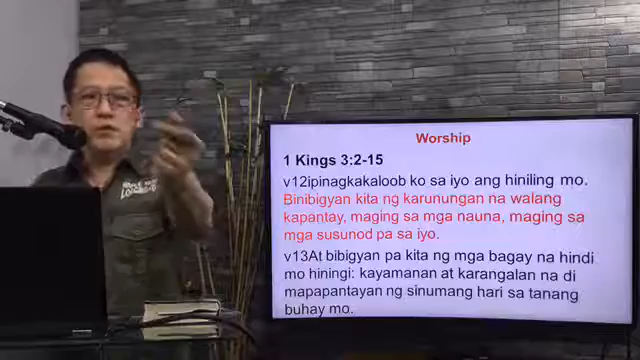 Worship
1 Kings 3:2-15
v12ipinagkakaloob ko sa iyo ang hiniling mo.
Binibigyan kita ng karunungan na walang
kapantay, maging sa mga nauna, maging sa
mga susunod pa sa iyo.
v13At bibigyan pa kita ng mga bagay na hindi
mo hiningi: kayamanan at karangalan na di
mapapantayan ng sinumang hari sa tanang
buhay mo.